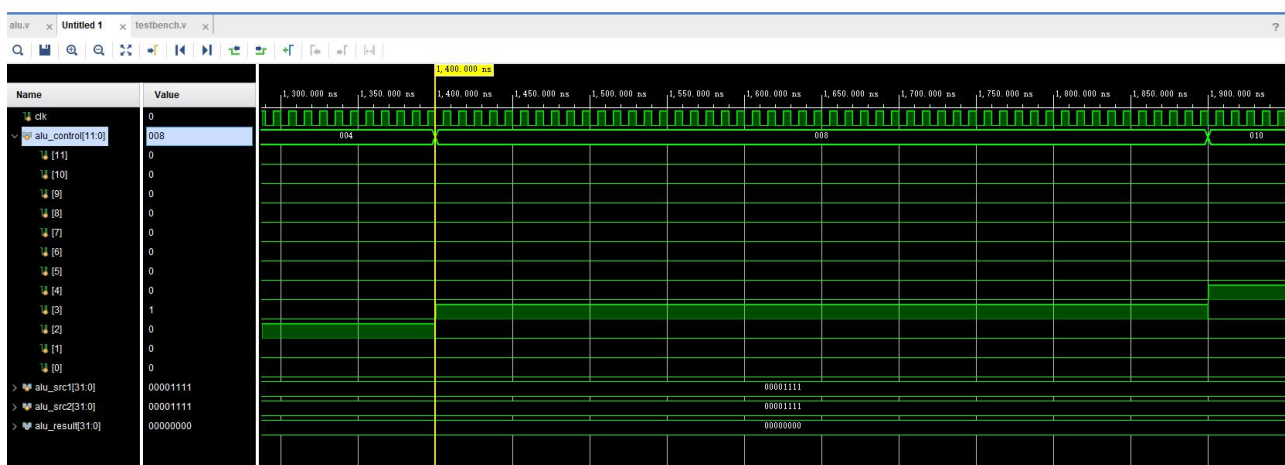 alu.v × Untitled 1 × testbench.v × ?
1,400.000 ns
Name Value 1,300.000 ns 1,350.000 ns 1,400.000 ns 1,450.000 ns 1,500.000 ns 1,550.000 ns 1,600.000 ns 1,650.000 ns 1,700.000 ns 1,750.000 ns 1,800.000 ns 1,850.000 ns 1,900.000 ns
clk 0
alu_control[11:0] 008 004 008 010
[11] 0
[10] 0
[9] 0
[8] 0
[7] 0
[6] 0
[5] 0
[4] 0
[3] 1
[2] 0
[1] 0
[0] 0
alu_src1[31:0] 00001111 00001111
alu_src2[31:0] 00001111 00001111
alu_result[31:0] 00000000 00000000